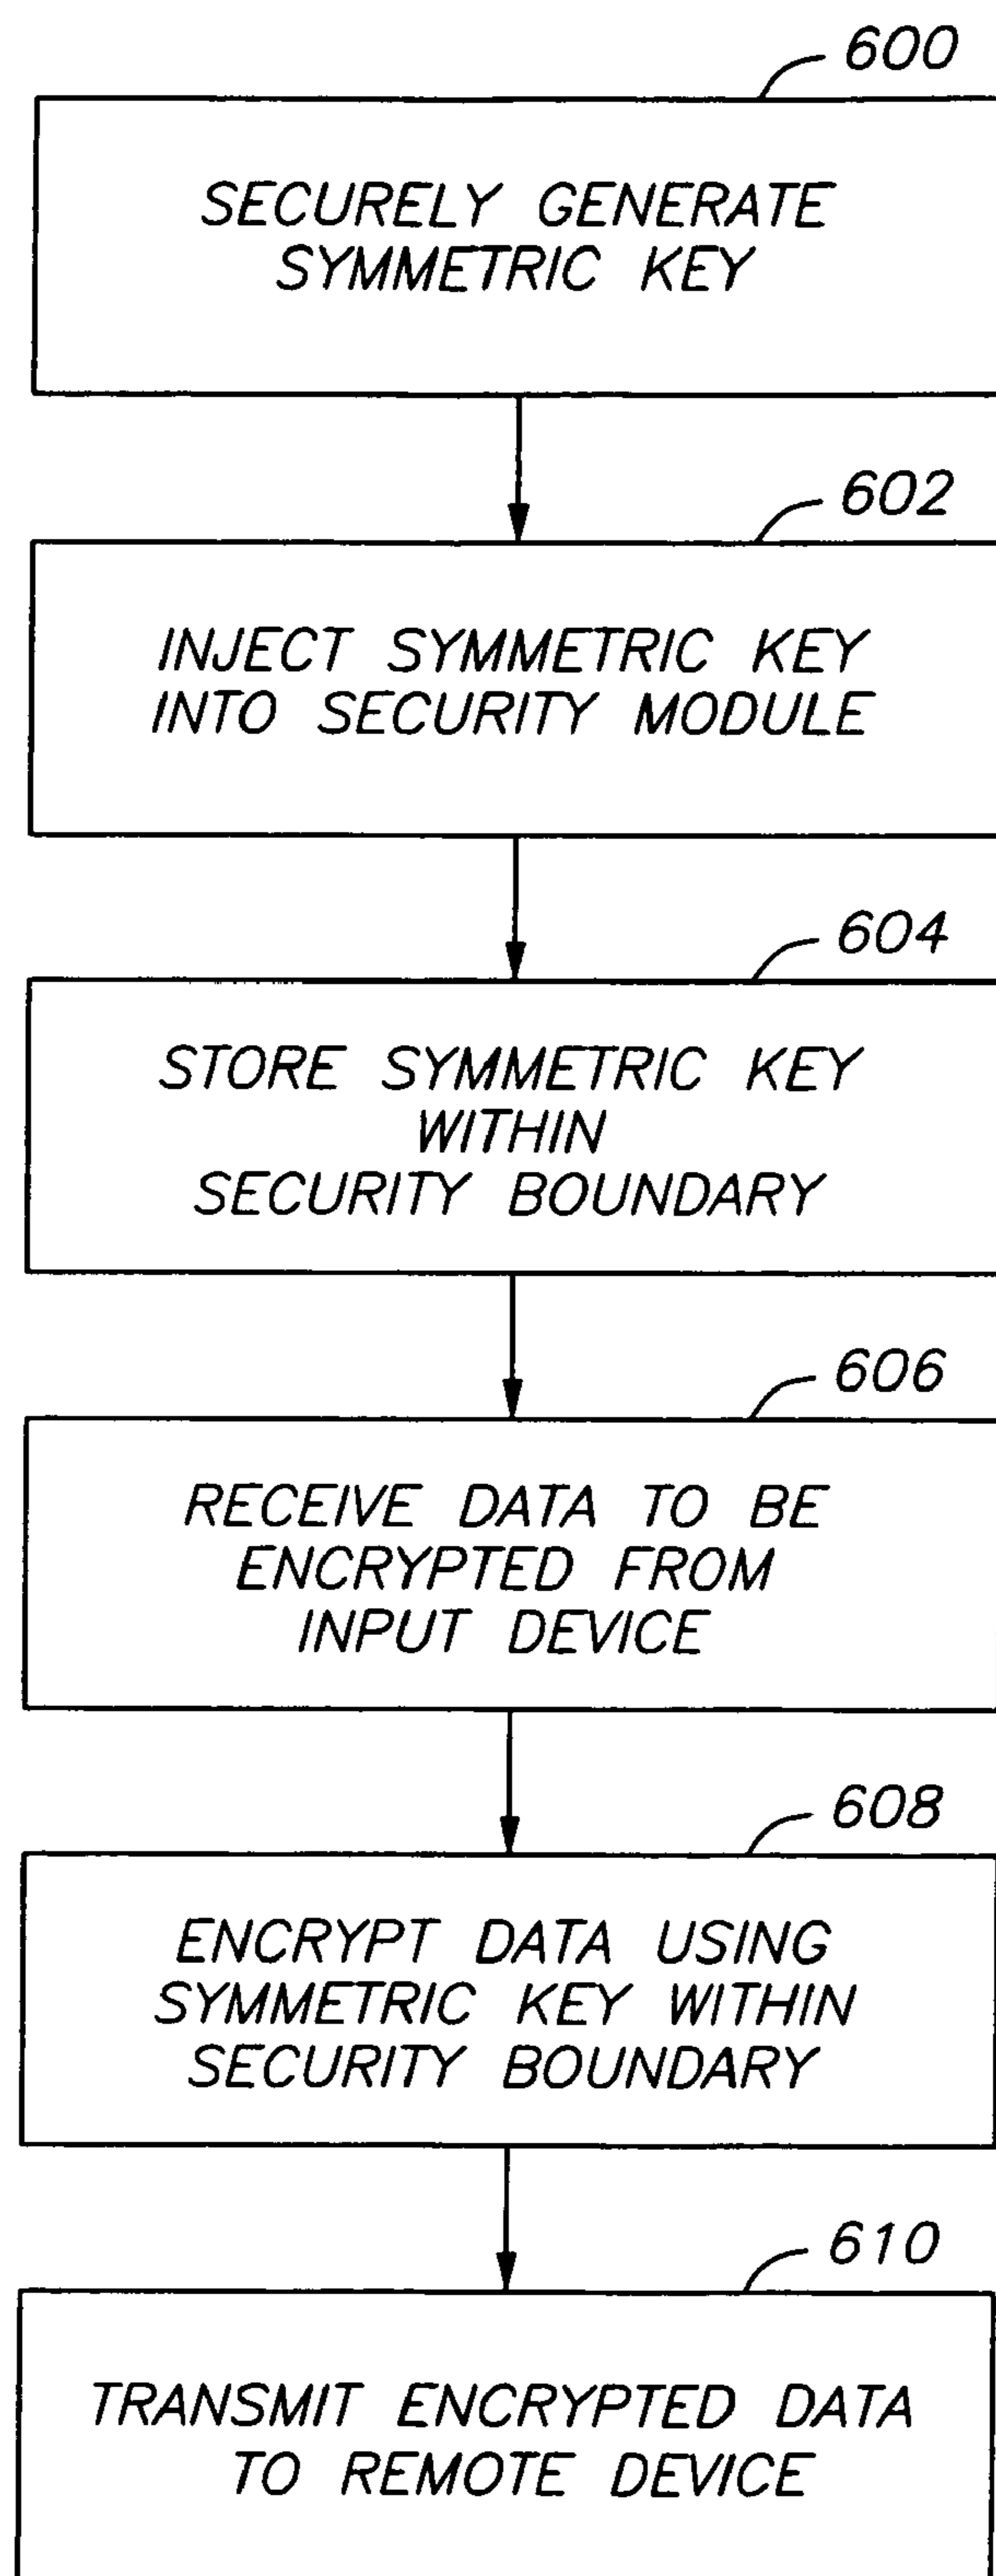 600
SECURELY GENERATE
SYMMETRIC KEY
602
INJECT SYMMETRIC KEY
INTO SECURITY MODULE
604
STORE SYMMETRIC KEY
WITHIN
SECURITY BOUNDARY
606
RECEIVE DATA TO BE
ENCRYPTED FROM
INPUT DEVICE
608
ENCRYPT DATA USING
SYMMETRIC KEY WITHIN
SECURITY BOUNDARY
610
TRANSMIT ENCRYPTED DATA
TO REMOTE DEVICE